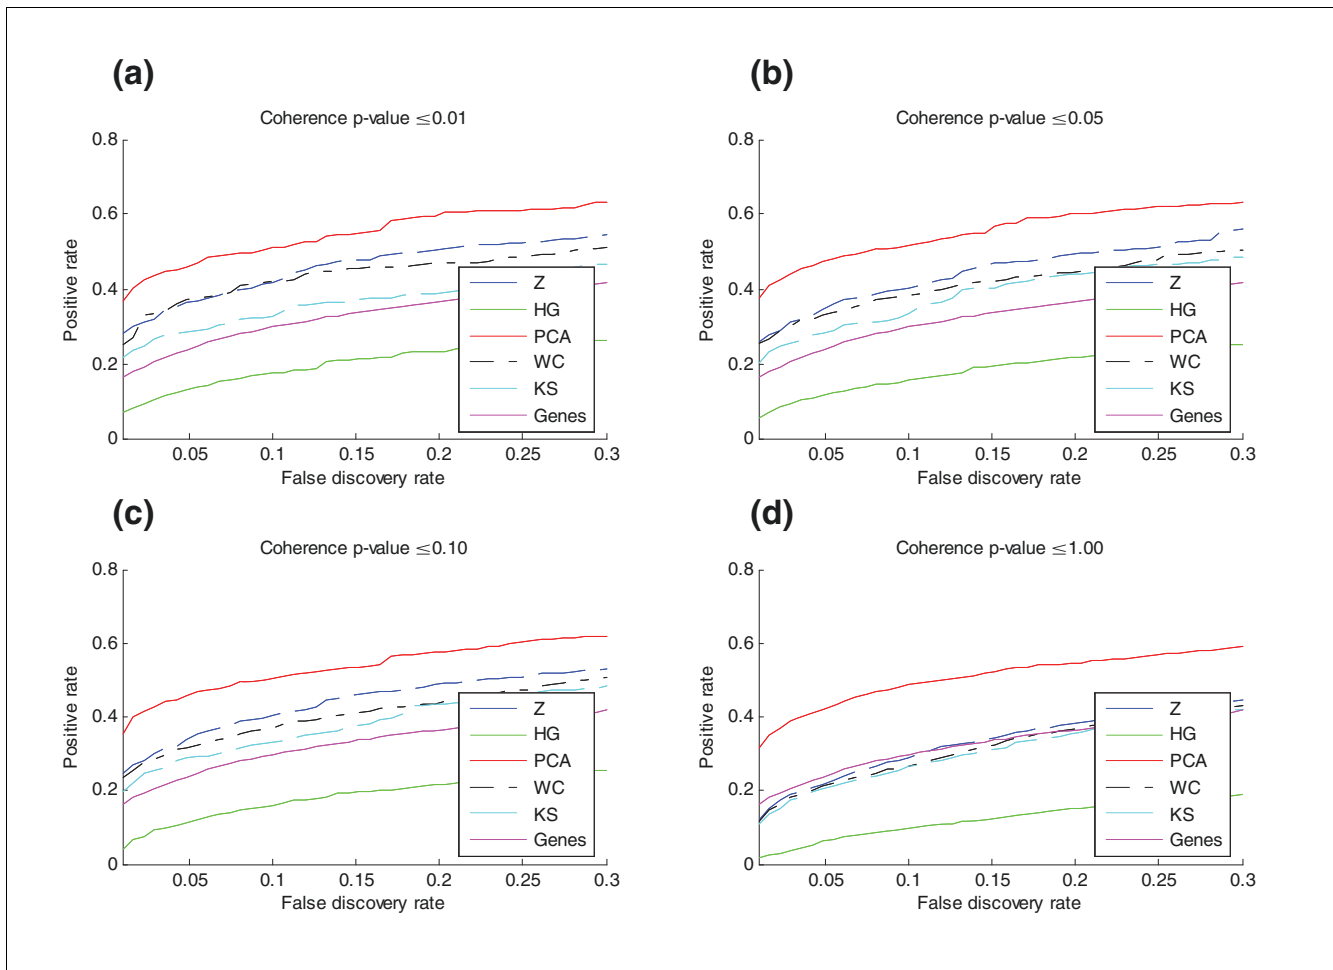 (a)
Coherence p-value ≤0.01
0.8
0.6
0.4
0.2
0
Positive rate
0.05 0.1 0.15 0.2 0.25 0.3
False discovery rate
Z
HG
PCA
WC
KS
Genes
(b)
Coherence p-value ≤0.05
0.8
0.6
0.4
0.2
0
Positive rate
0.05 0.1 0.15 0.2 0.25 0.3
False discovery rate
Z
HG
PCA
WC
KS
Genes
(c)
Coherence p-value ≤0.10
0.8
0.6
0.4
0.2
0
Positive rate
0.05 0.1 0.15 0.2 0.25 0.3
False discovery rate
Z
HG
PCA
WC
KS
Genes
(d)
Coherence p-value ≤1.00
0.8
0.6
0.4
0.2
0
Positive rate
0.05 0.1 0.15 0.2 0.25 0.3
False discovery rate
Z
HG
PCA
WC
KS
Genes